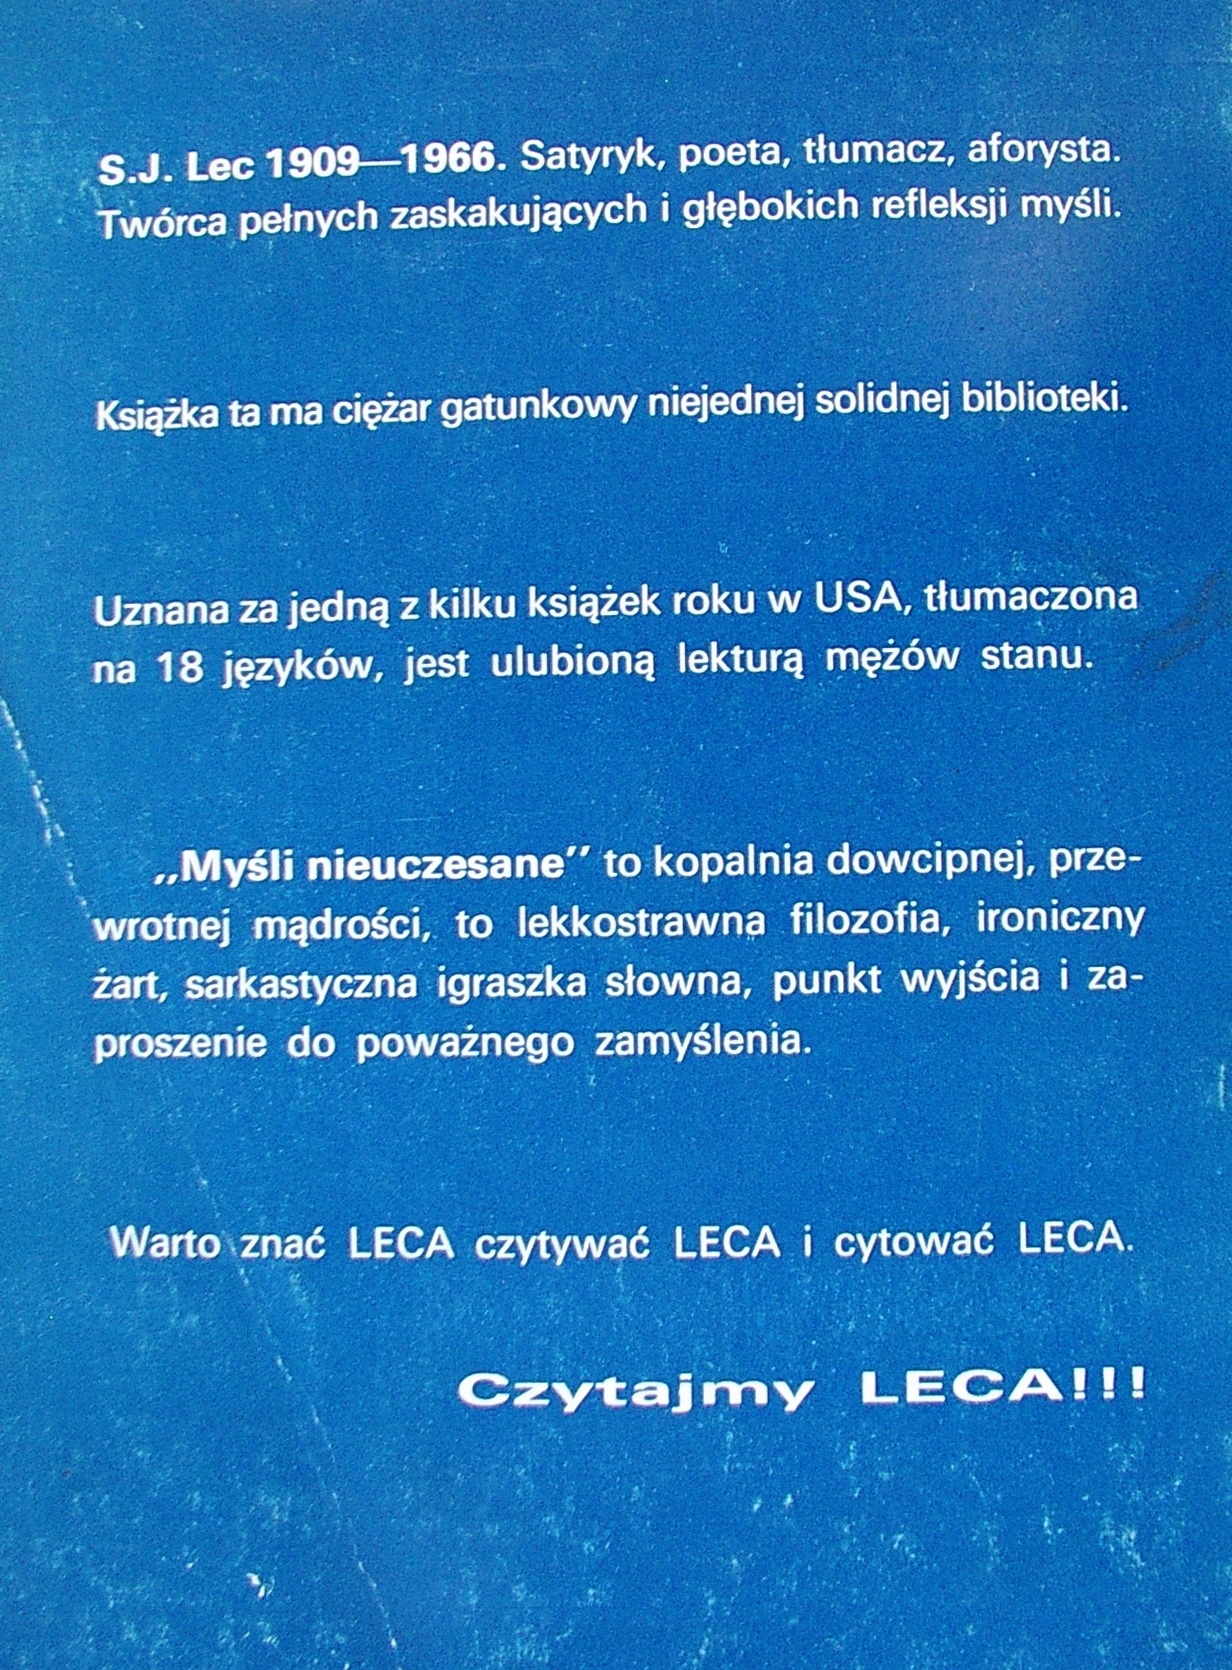 S.J. Lec 1909—1966. Satyryk, poeta, tłumacz, aforysta.
Twórca pełnych zaskakujących i głębokich refleksji myśli.
Książka ta ma ciężar gatunkowy niejednej solidnej biblioteki.
Uznana za jedną z kilku książek roku w USA, tłumaczona
na 18 języków, jest ulubioną lekturą mężów stanu.
„Myśli nieuczesane” to kopalnia dowcipnej, prze-
wrotnej mądrości, to lekkostrawna filozofia, ironiczny
żart, sarkastyczna igraszka słowna, punkt wyjścia i za-
proszenie do poważnego zamyślenia.
Warto znać LECA czytywać LECA i cytować LECA.
Czytajmy LECA!!!